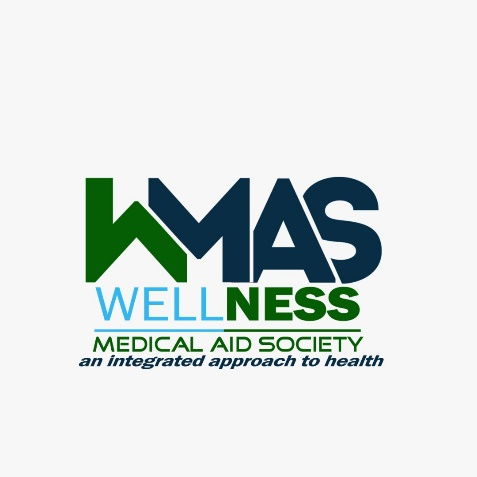 WMAS
WELLNESS
MEDICAL AID SOCIETY
an integrated approach to health